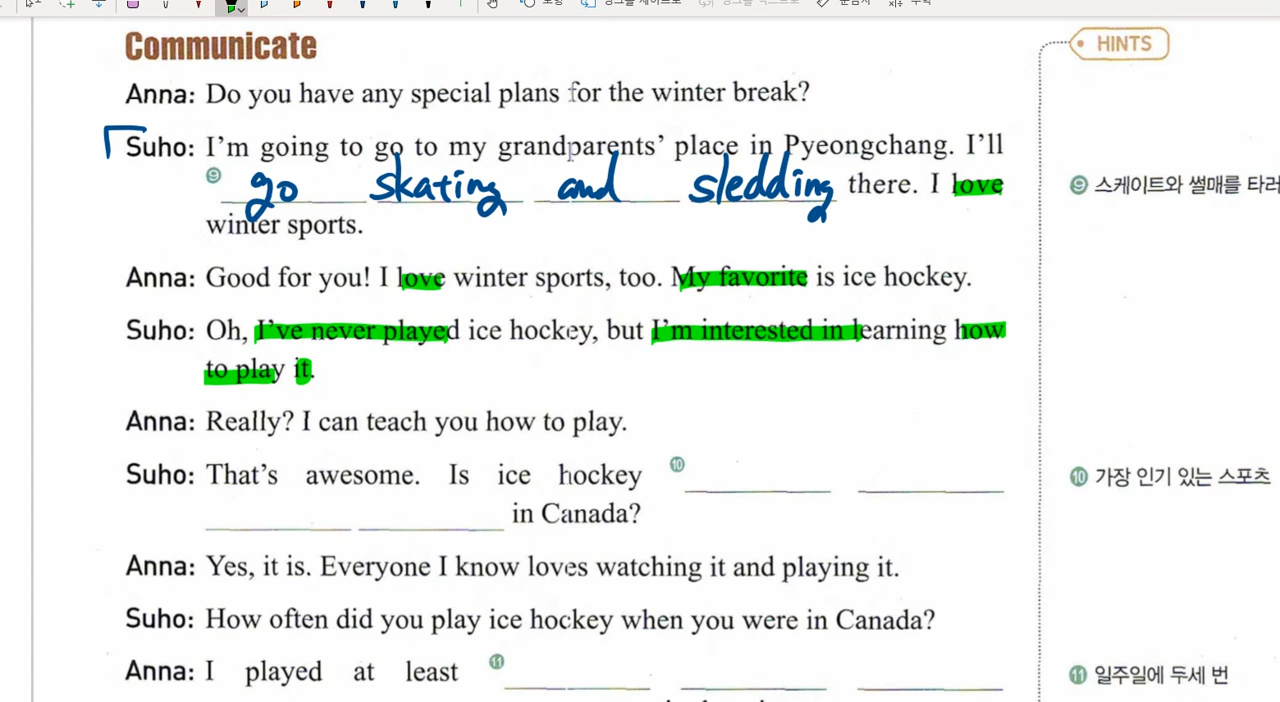 Communicate
HINTS
Anna: Do you have any special plans for the winter break?
Suho: I'm going to go to my grandparents' place in Pyeongchang. I'll
⑨ go skating and sledding there. I love
⑨ 스케이트와 썰매를 타러
winter sports.
Anna: Good for you! I love winter sports, too. My favorite is ice hockey.
Suho: Oh, I've never played ice hockey, but I'm interested in learning how
to play it.
Anna: Really? I can teach you how to play.
Suho: That's awesome. Is ice hockey ⑩
⑩ 가장 인기 있는 스포츠
in Canada?
Anna: Yes, it is. Everyone I know loves watching it and playing it.
Suho: How often did you play ice hockey when you were in Canada?
Anna: I played at least ⑪
⑪ 일주일에 두세 번